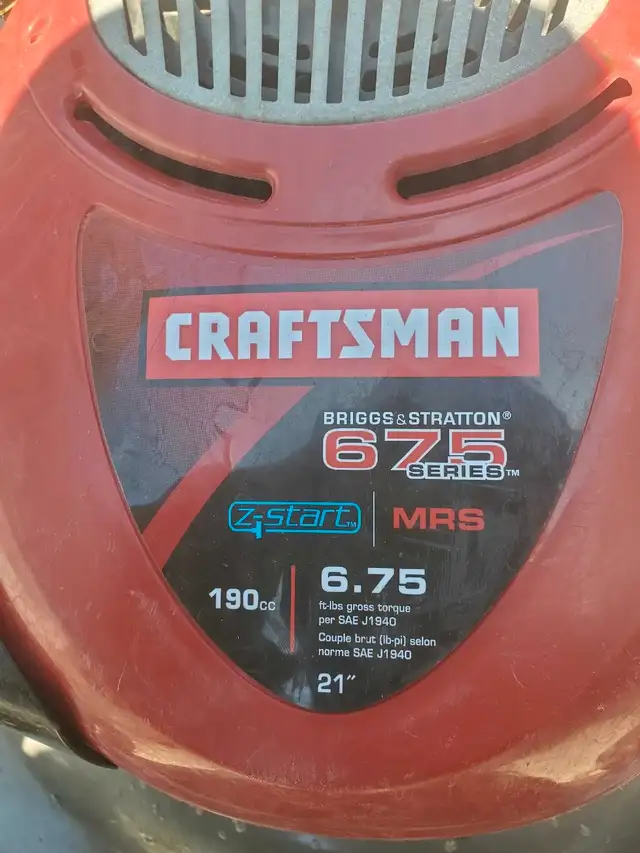 CRAFTSMAN
BRIGGS & STRATTON®
675
SERIES™
Z-start™ MRS
190cc
6.75
ft-lbs gross torque
per SAE J1940
Couple brut (lb-pi) selon
norme SAE J1940
21"